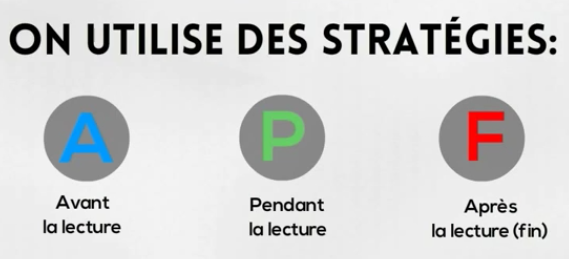 ON UTILISE DES STRATÉGIES:
A P F
Avant Pendant Après
la lecture la lecture la lecture (fin)